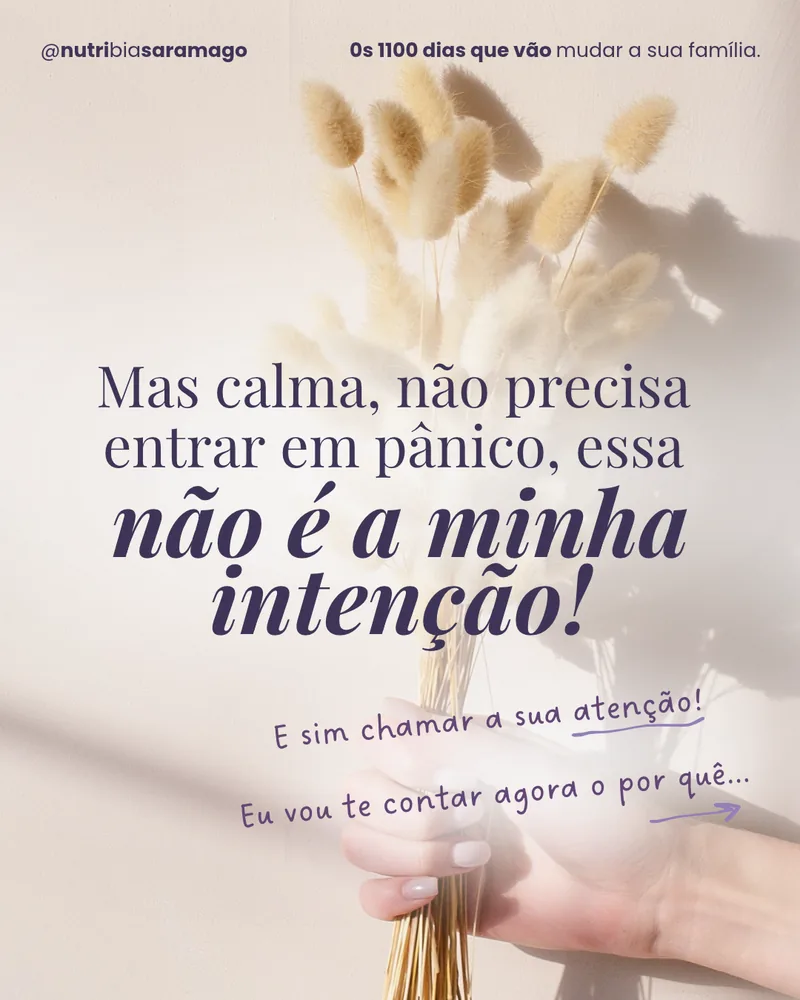 @nutribiasaramago
Os 1100 dias que vão mudar a sua família.
Mas calma, não precisa
entrar em pânico, essa
não é a minha
intenção!
E sim chamar a sua atenção!
Eu vou te contar agora o por quê...